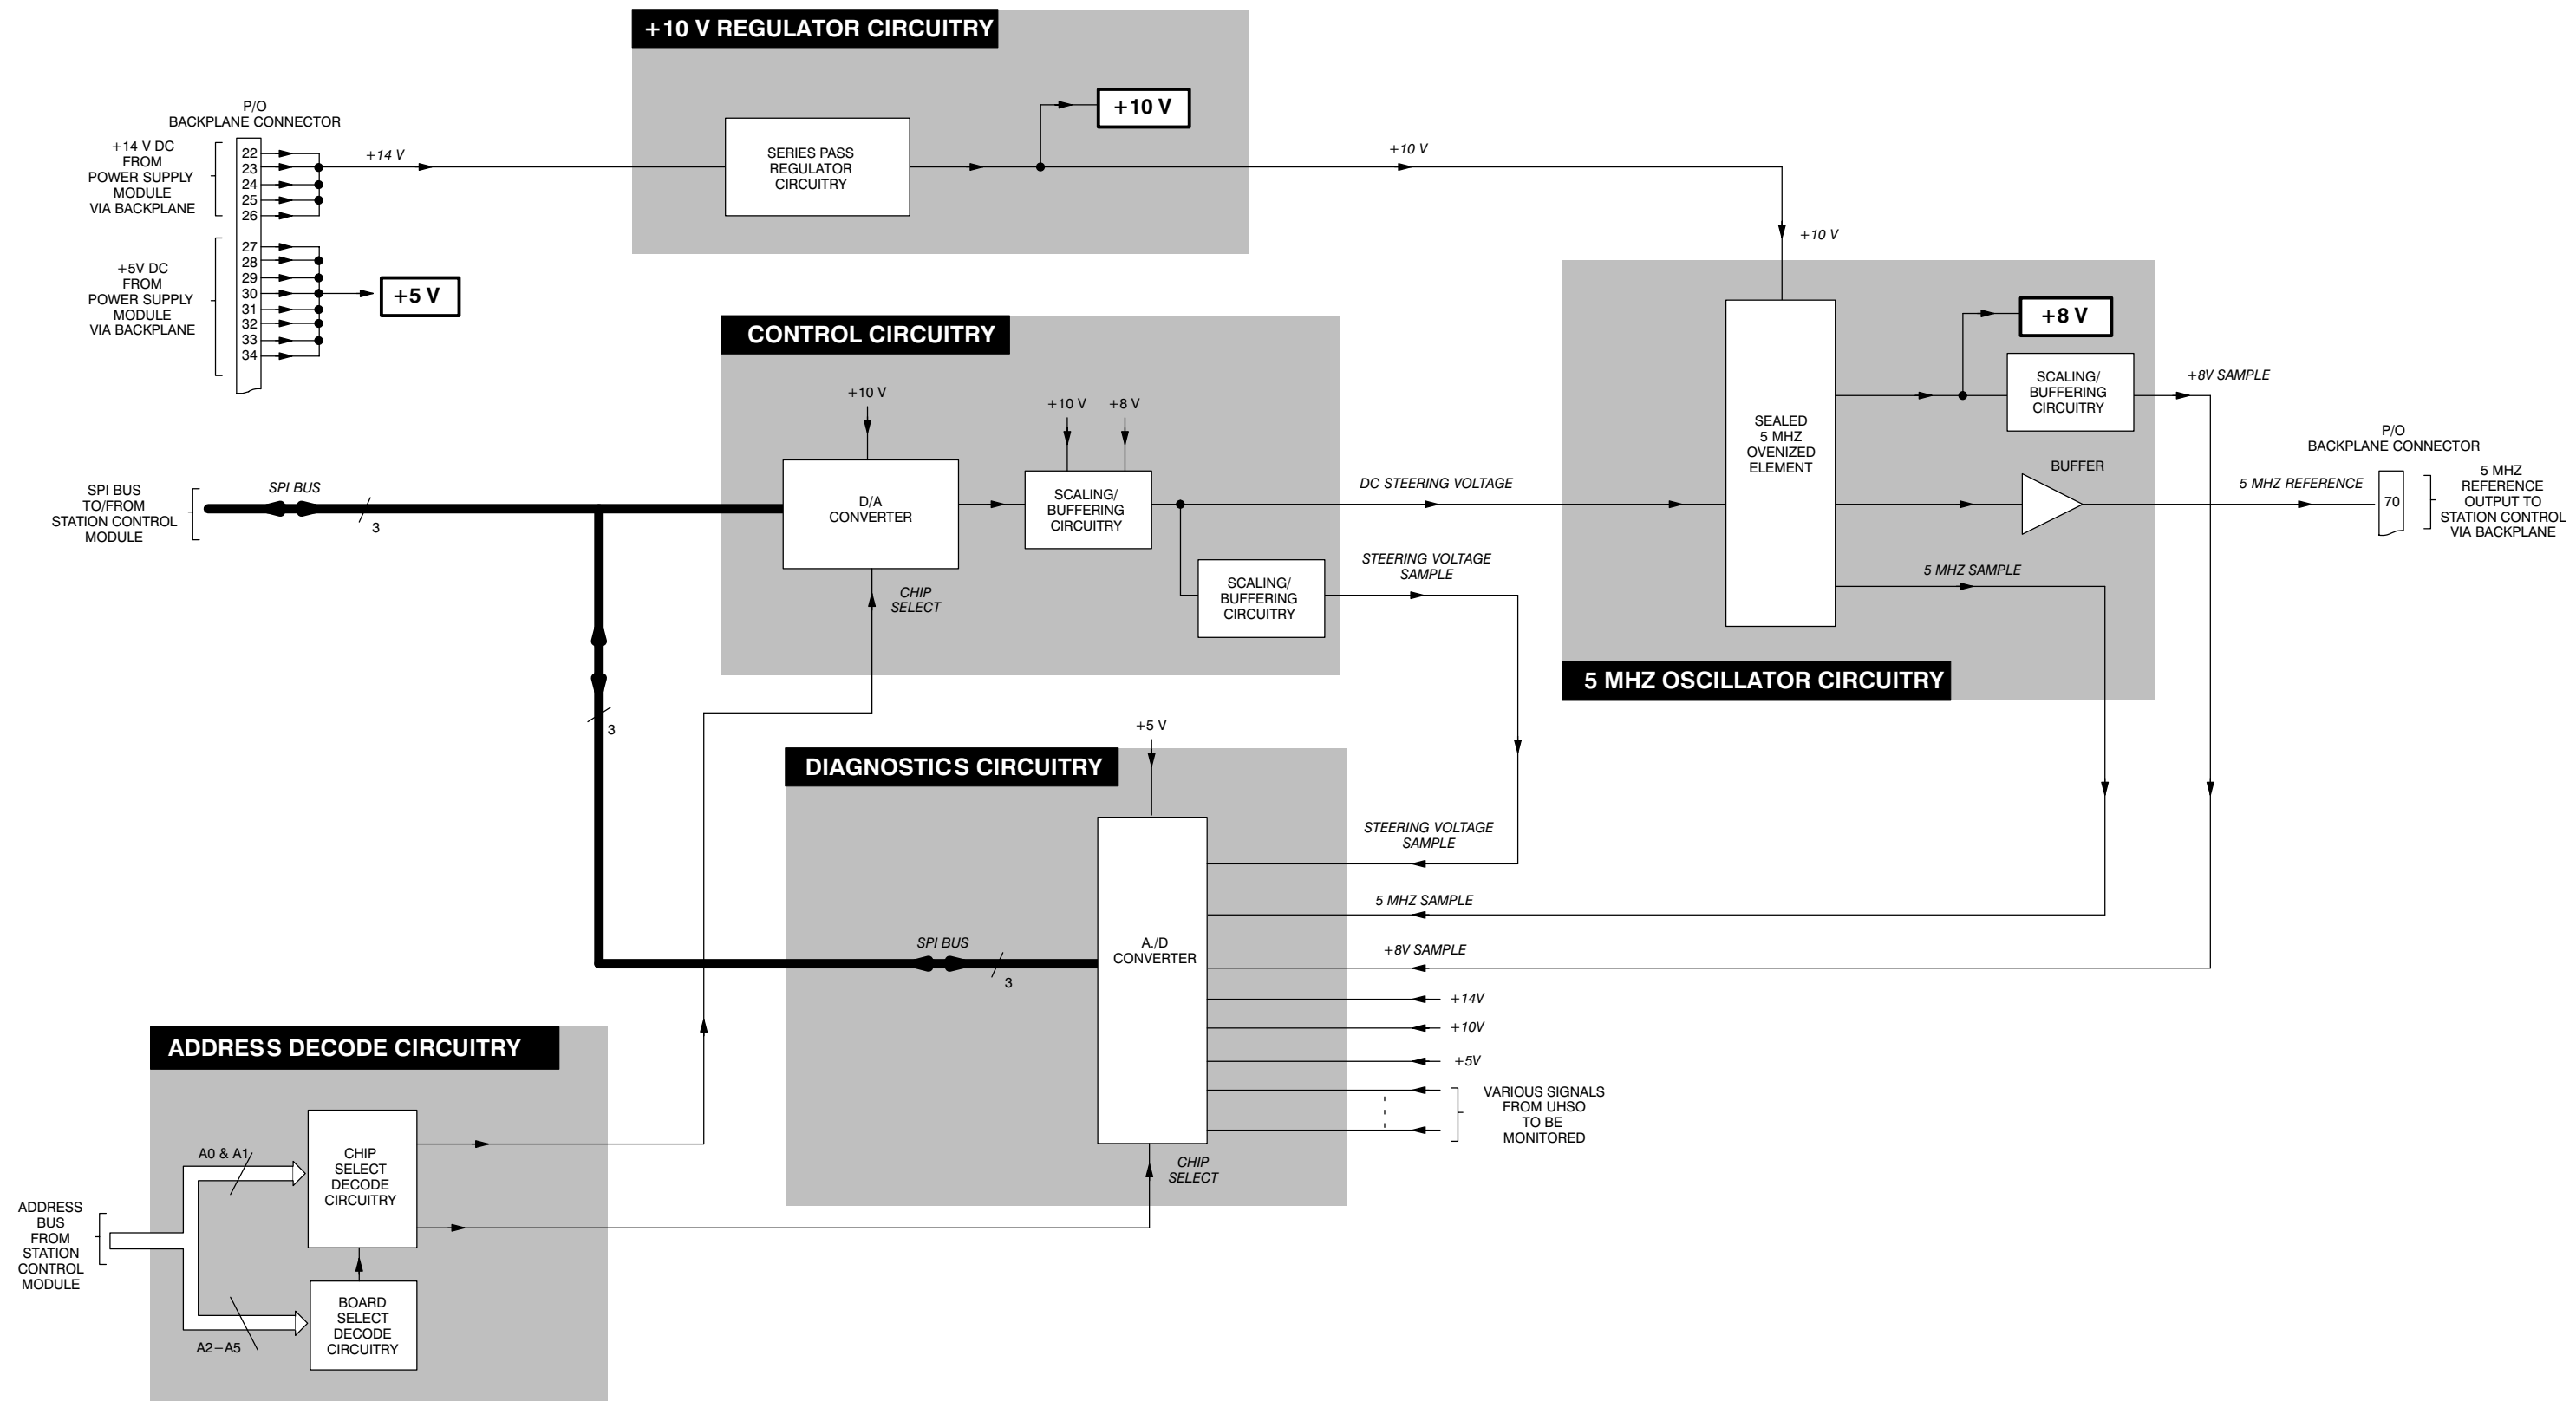 +10 V REGULATOR CIRCUITRY
+10 V
SERIES PASS
REGULATOR
CIRCUITRY
P/O
BACKPLANE CONNECTOR
+14 V DC
FROM
POWER SUPPLY
MODULE
VIA BACKPLANE
22
23
24
25
26
+14 V
+10 V
+10 V
+5V DC
FROM
POWER SUPPLY
MODULE
VIA BACKPLANE
27
28
29
30
31
32
33
34
+5 V
CONTROL CIRCUITRY
+10 V
+10 V
+8 V
D/A
CONVERTER
SCALING/
BUFFERING
CIRCUITRY
SCALING/
BUFFERING
CIRCUITRY
CHIP
SELECT
SPI BUS
TO/FROM
STATION CONTROL
MODULE
SPI BUS
3
3
DC STEERING VOLTAGE
STEERING VOLTAGE
SAMPLE
SEALED
5 MHZ
OVENIZED
ELEMENT
+8 V
SCALING/
BUFFERING
CIRCUITRY
+8V SAMPLE
BUFFER
5 MHZ SAMPLE
5 MHZ OSCILLATOR CIRCUITRY
5 MHZ REFERENCE
P/O
BACKPLANE CONNECTOR
70
5 MHZ
REFERENCE
OUTPUT TO
STATION CONTROL
VIA BACKPLANE
DIAGNOSTICS CIRCUITRY
+5 V
A./D
CONVERTER
SPI BUS
3
STEERING VOLTAGE
SAMPLE
5 MHZ SAMPLE
+8V SAMPLE
+14V
+10V
+5V
VARIOUS SIGNALS
FROM UHSO
TO BE
MONITORED
CHIP
SELECT
ADDRESS DECODE CIRCUITRY
A0 & A1
CHIP
SELECT
DECODE
CIRCUITRY
ADDRESS
BUS
FROM
STATION
CONTROL
MODULE
BOARD
SELECT
DECODE
CIRCUITRY
A2–A5